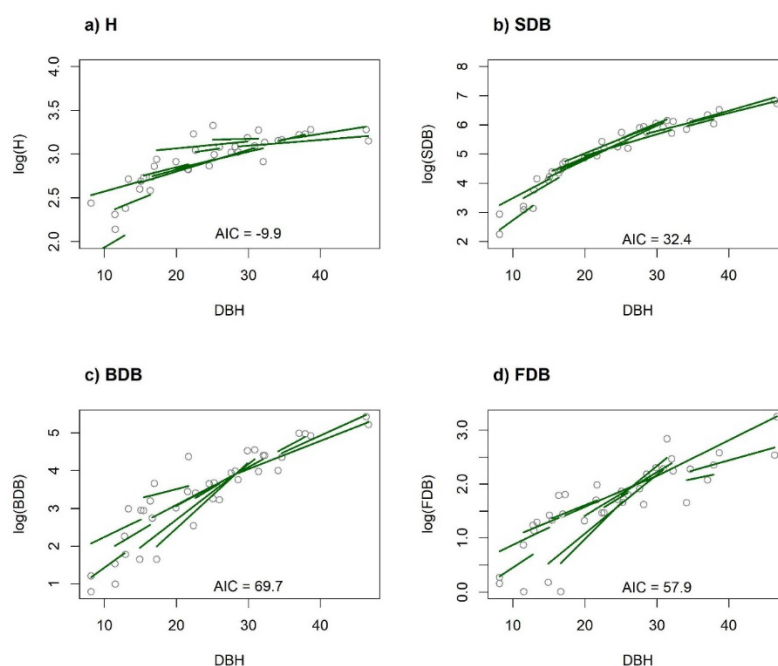 a) H
b) SDB
log(H)
4.0
3.5
3.0
2.5
2.0
AIC = -9.9
10 20 30 40
DBH
log(SDB)
8
7
6
5
4
3
2
AIC = 32.4
10 20 30 40
DBH
c) BDB
d) FDB
log(BDB)
5
4
3
2
1
AIC = 69.7
10 20 30 40
DBH
log(FDB)
3.0
2.0
1.0
0.0
AIC = 57.9
10 20 30 40
DBH